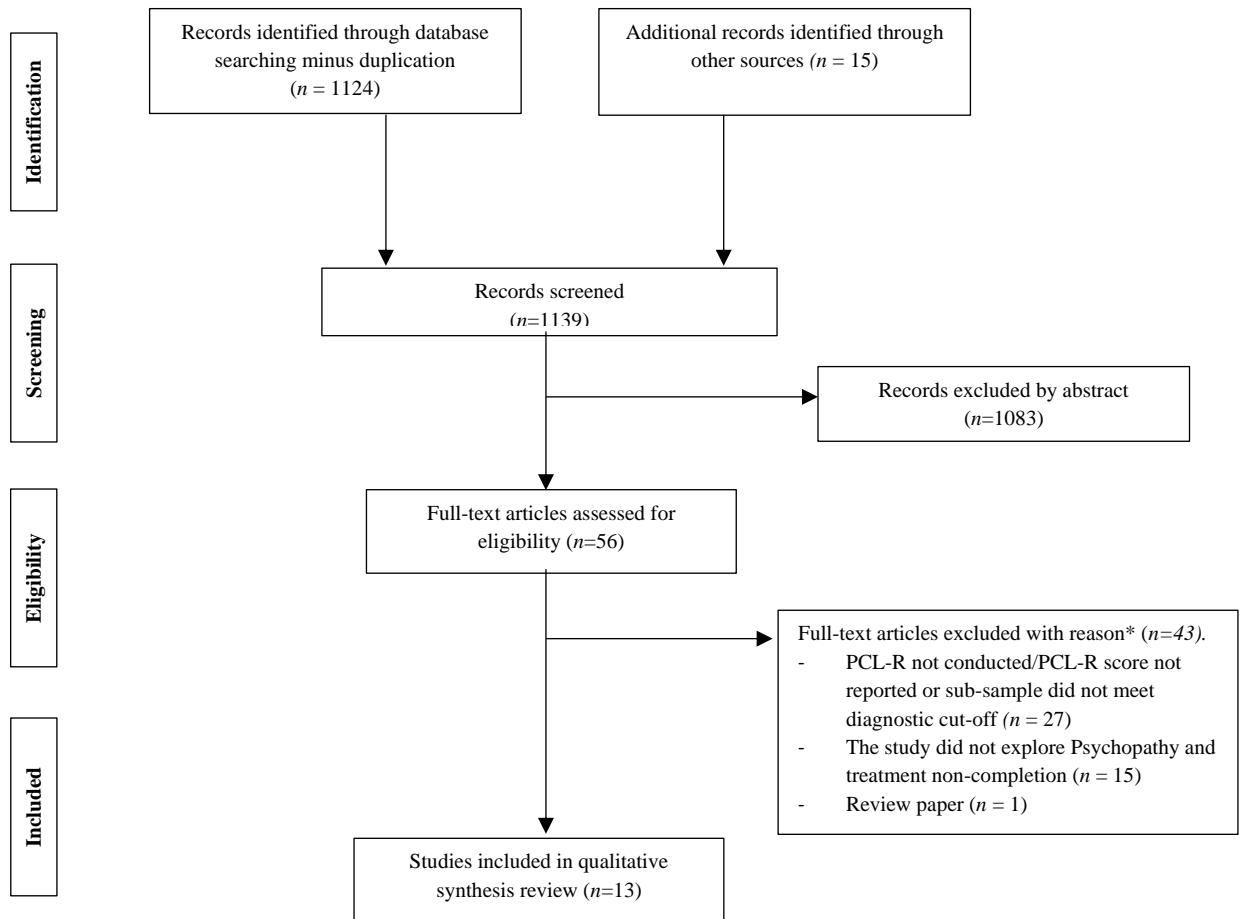 Identification
Records identified through database
searching minus duplication
(n = 1124)
Additional records identified through
other sources (n = 15)
Screening
Records screened
(n=1139)
Records excluded by abstract
(n=1083)
Eligibility
Full-text articles assessed for
eligibility (n=56)
Full-text articles excluded with reason* (n=43).
- PCL-R not conducted/PCL-R score not
reported or sub-sample did not meet
diagnostic cut-off (n = 27)
- The study did not explore Psychopathy and
treatment non-completion (n = 15)
- Review paper (n = 1)
Included
Studies included in qualitative
synthesis review (n=13)